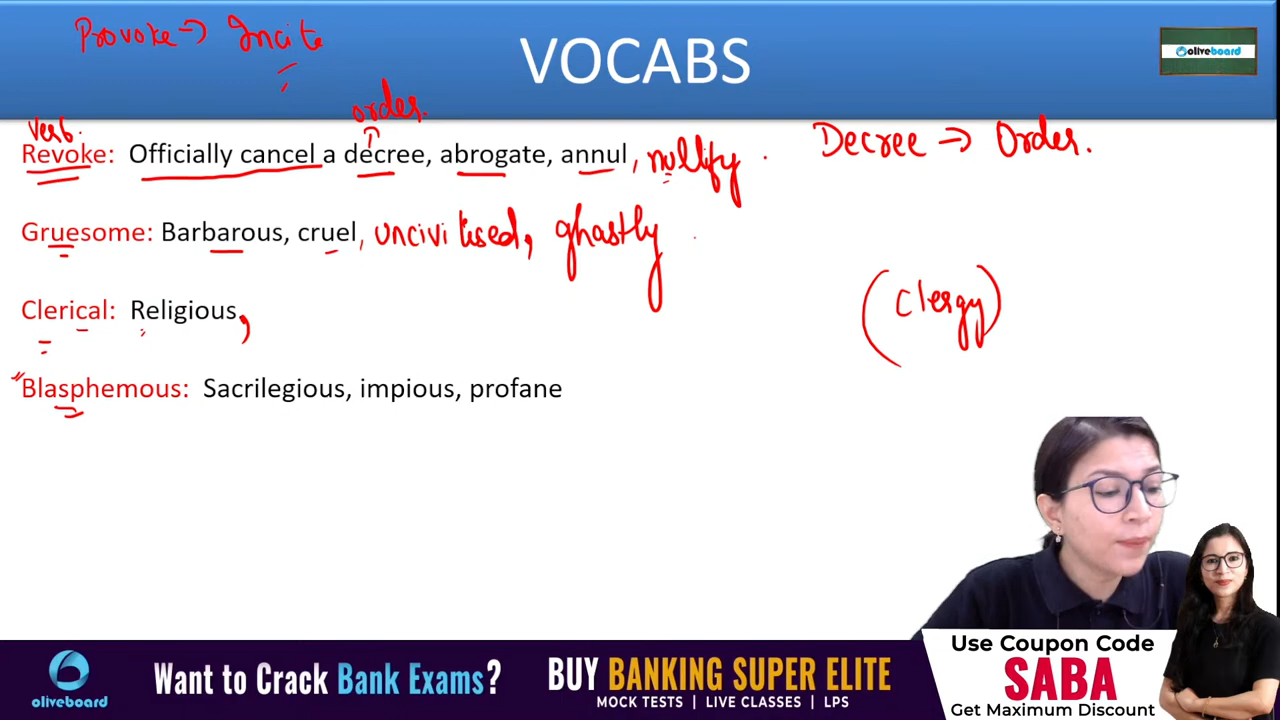 Provoke → Incite
VOCABS
oliveboard
order.
verb.
Revoke: Officially cancel a decree, abrogate, annul, nullify.
Decree → Order.
Gruesome: Barbarous, cruel, uncivilised, ghastly
Clerical: Religious,
(Clergy)
Blasphemous: Sacrilegious, impious, profane
oliveboard
Want to Crack Bank Exams?
BUY BANKING SUPER ELITE
MOCK TESTS | LIVE CLASSES | LPS
Use Coupon Code
SABA
Get Maximum Discount